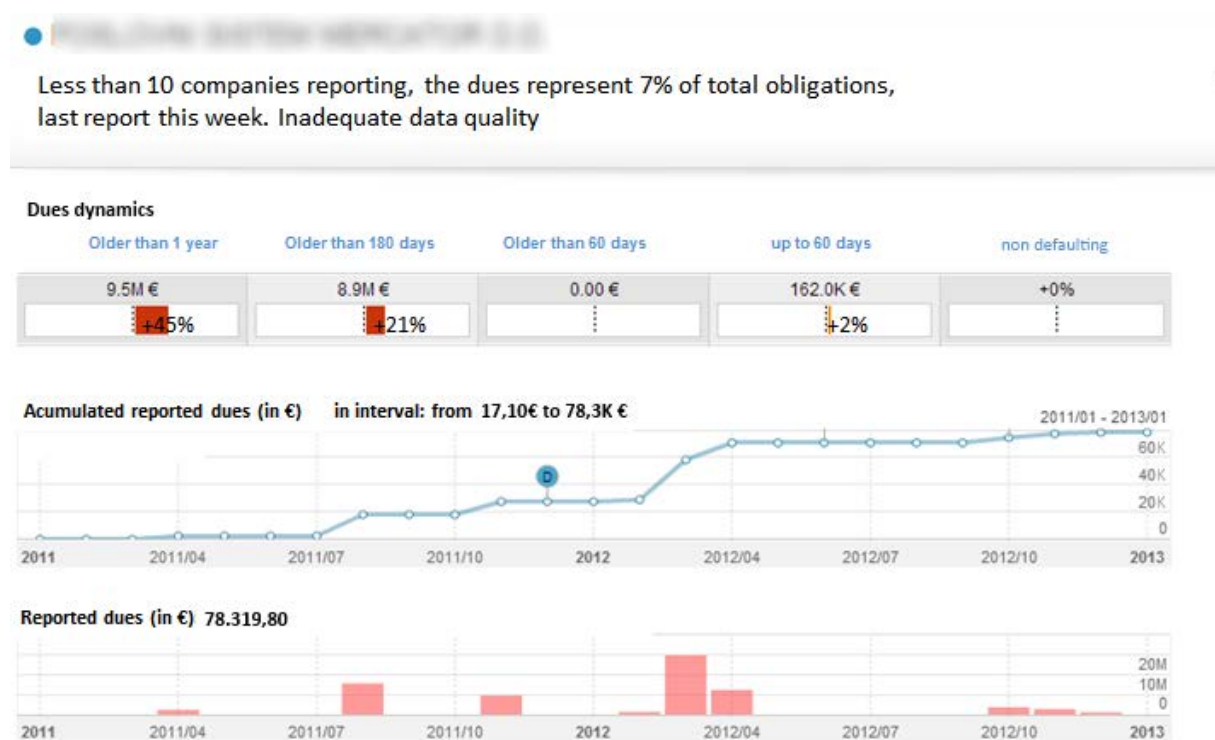 Less than 10 companies reporting, the dues represent 7% of total obligations,
last report this week. Inadequate data quality
Dues dynamics
Older than 1 year Older than 180 days Older than 60 days up to 60 days non defaulting
9.5M € 8.9M € 0.00 € 162.0K € +0%
+45% +21% +2%
Acumulated reported dues (in €) in interval: from 17,10€ to 78,3K €
2011/01 - 2013/01
60K
40K
D
20K
0
2011 2011/04 2011/07 2011/10 2012 2012/04 2012/07 2012/10 2013
Reported dues (in €) 78.319,80
20M
10M
0
2011 2011/04 2011/07 2011/10 2012 2012/04 2012/07 2012/10 2013